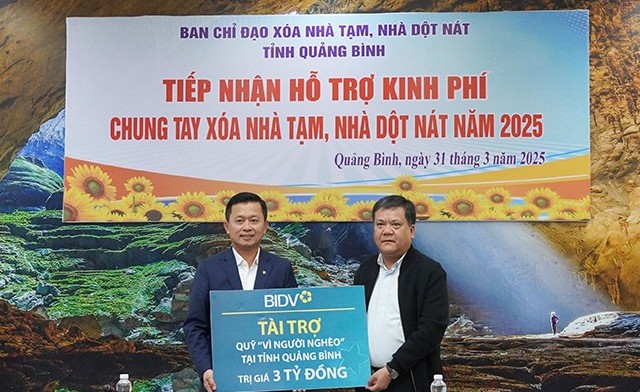 BAN CHỈ ĐẠO XÓA NHÀ TẠM, NHÀ DỘT NÁT
TỈNH QUẢNG BÌNH
TIẾP NHẬN HỖ TRỢ KINH PHÍ
CHUNG TAY XÓA NHÀ TẠM, NHÀ DỘT NÁT NĂM 2025
Quảng Bình, ngày 31 tháng 3 năm 2025
BIDV
TÀI TRỢ
QUỸ "VÌ NGƯỜI NGHÈO"
TẠI TỈNH QUẢNG BÌNH
TRỊ GIÁ 3 TỶ ĐỒNG